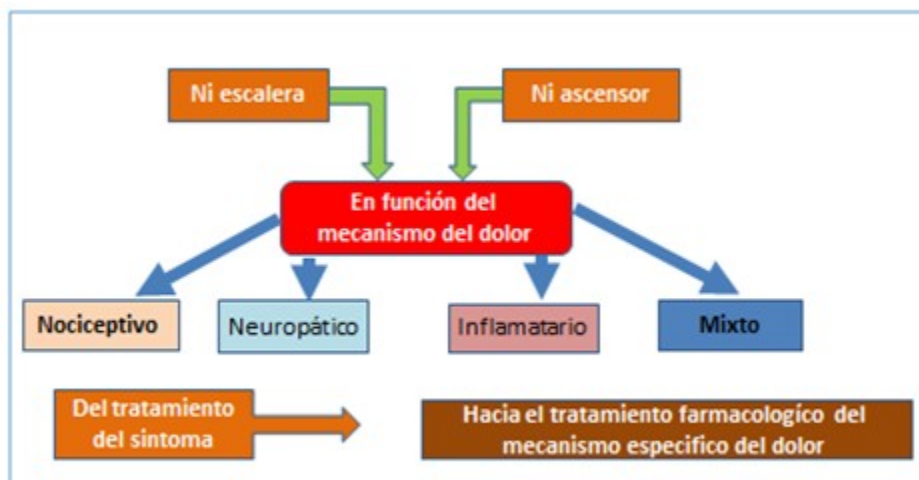 Ni escalera
Ni ascensor
En función del
mecanismo del dolor
Nociceptivo
Neuropático
Inflamatario
Mixto
Del tratamiento
del sintoma
Hacia el tratamiento farmacologíco del
mecanismo especifico del dolor